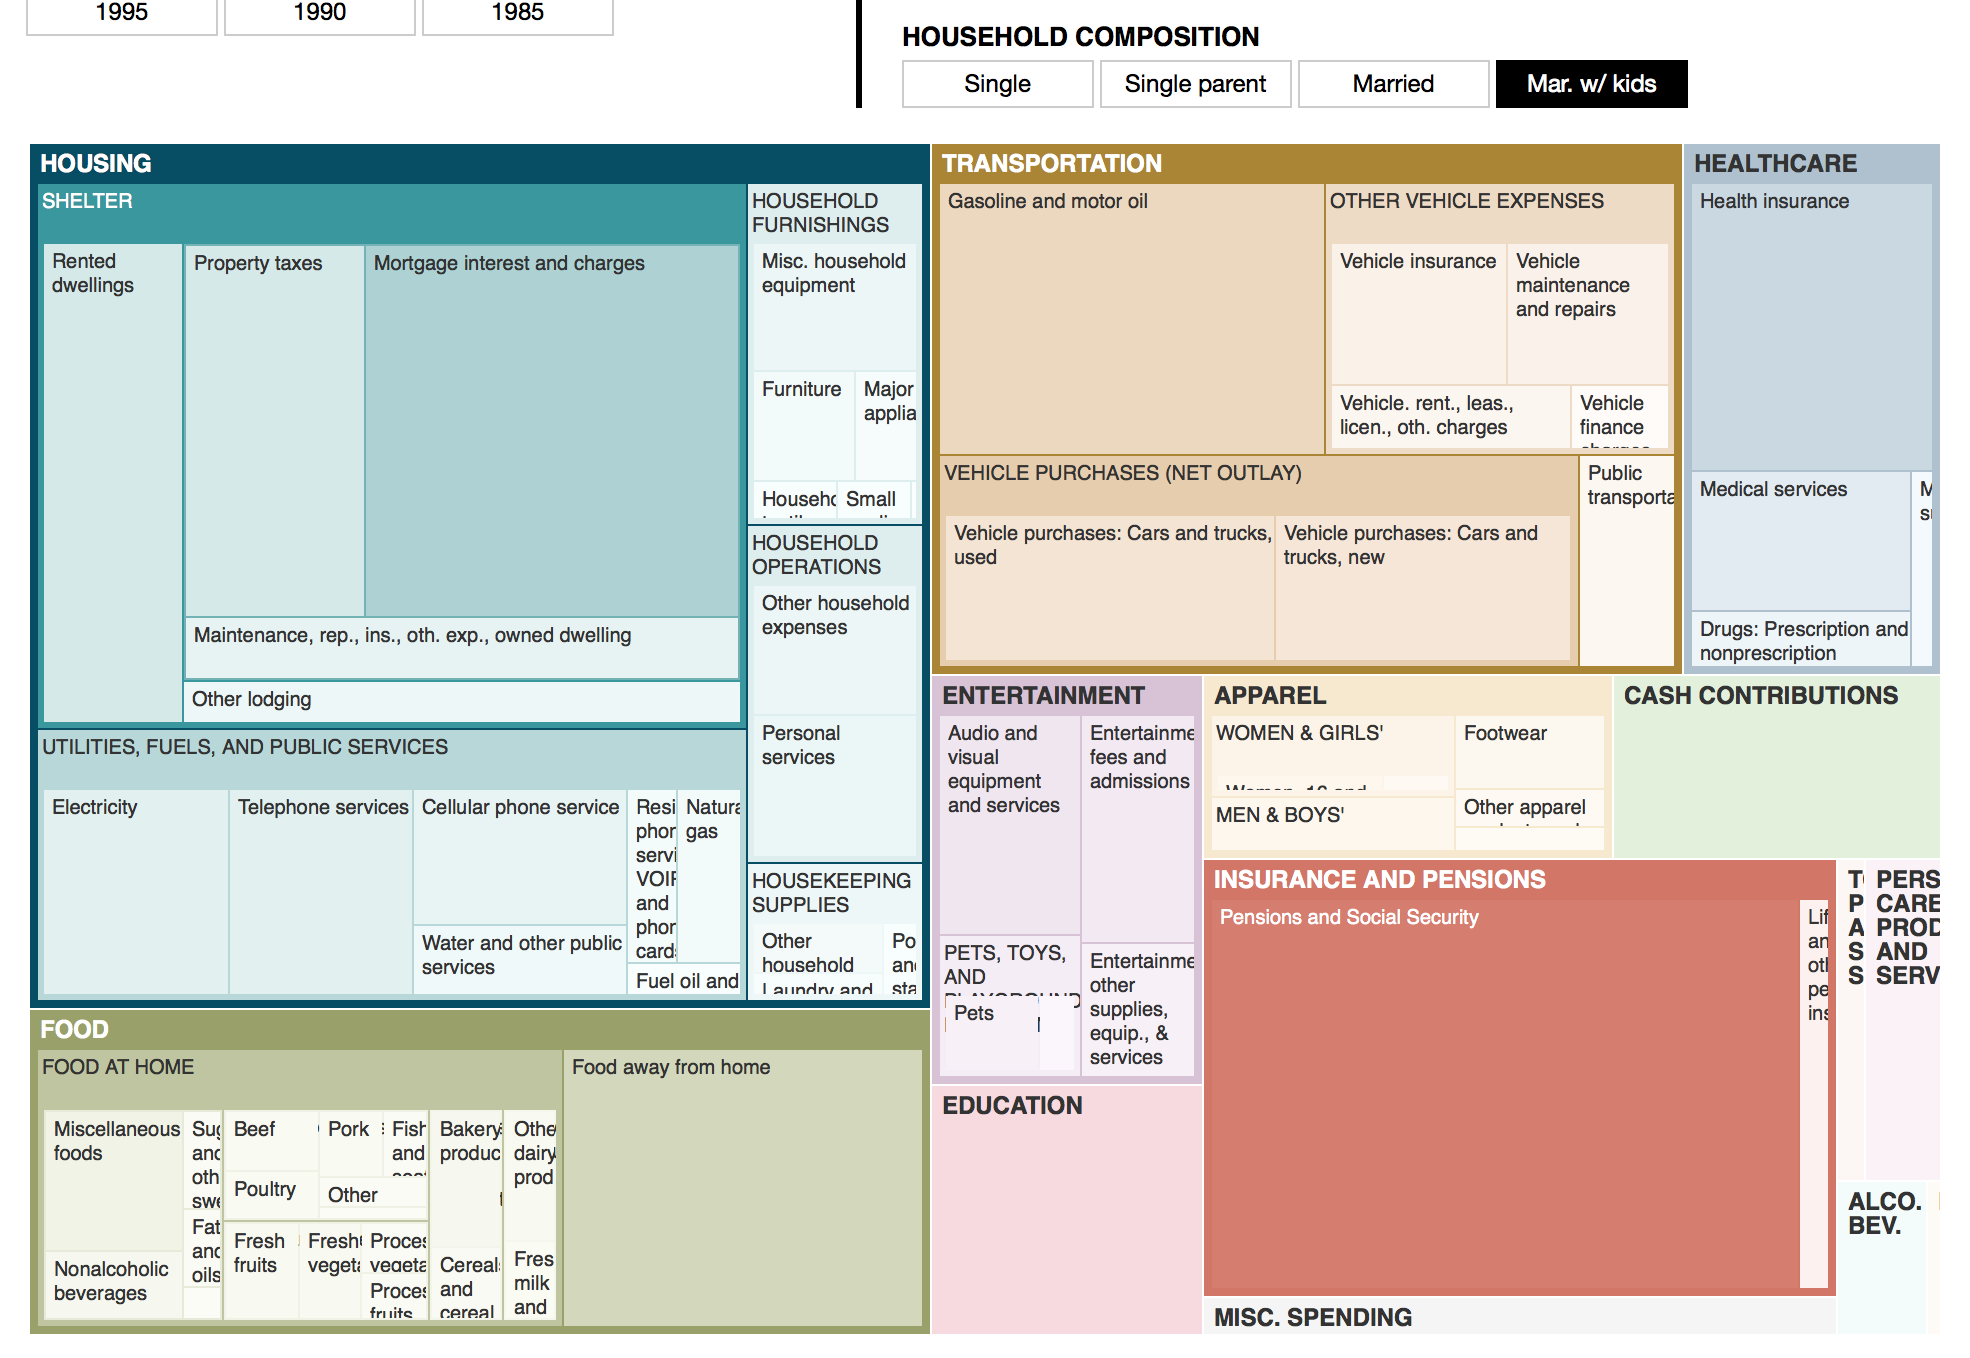 1995
1990
1985
HOUSEHOLD COMPOSITION
Single
Single parent
Married
Mar. w/ kids
HOUSING
SHELTER
Rented
dwellings
Property taxes
Mortgage interest and charges
Maintenance, rep., ins., oth. exp., owned dwelling
Other lodging
HOUSEHOLD
FURNISHINGS
Misc. household
equipment
Furniture
Major
applia
Househo
Small
HOUSEHOLD
OPERATIONS
Other household
expenses
Personal
services
HOUSEKEEPING
SUPPLIES
Other
household
Laundry and
Po
and
sta
UTILITIES, FUELS, AND PUBLIC SERVICES
Electricity
Telephone services
Cellular phone service
Water and other public
services
Resi
phor
servi
VOIP
and
phor
cards
Natura
gas
Fuel oil and
FOOD
FOOD AT HOME
Miscellaneous
foods
Nonalcoholic
beverages
Sug
and
oth
swe
Fat
and
oils
Beef
Poultry
Pork
Fish
and
Other
Fresh
fruits
Fresh
vegeta
Proces
vegeta
Proces
fruits
Bakery
produc
Cereal
and
cereal
Othe
dairy
prod
Fres
milk
and
Food away from home
TRANSPORTATION
Gasoline and motor oil
OTHER VEHICLE EXPENSES
Vehicle insurance
Vehicle
maintenance
and repairs
Vehicle. rent., leas.,
licen., oth. charges
Vehicle
finance
charges
VEHICLE PURCHASES (NET OUTLAY)
Vehicle purchases: Cars and trucks,
used
Vehicle purchases: Cars and
trucks, new
Public
transporta
HEALTHCARE
Health insurance
Medical services
M
su
Drugs: Prescription and
nonprescription
ENTERTAINMENT
Audio and
visual
equipment
and services
Entertainme
fees and
admissions
PETS, TOYS,
AND
PLAYGROUND
Pets
Entertainme
other
supplies,
equip., &
services
EDUCATION
APPAREL
WOMEN & GIRLS'
Women, 16 and
MEN & BOYS'
Footwear
Other apparel
CASH CONTRIBUTIONS
INSURANCE AND PENSIONS
Pensions and Social Security
Lif
an
oth
pe
ins
MISC. SPENDING
T
P
A
S
S
PERS
CARE
PROD
AND
SERV
ALCO.
BEV.